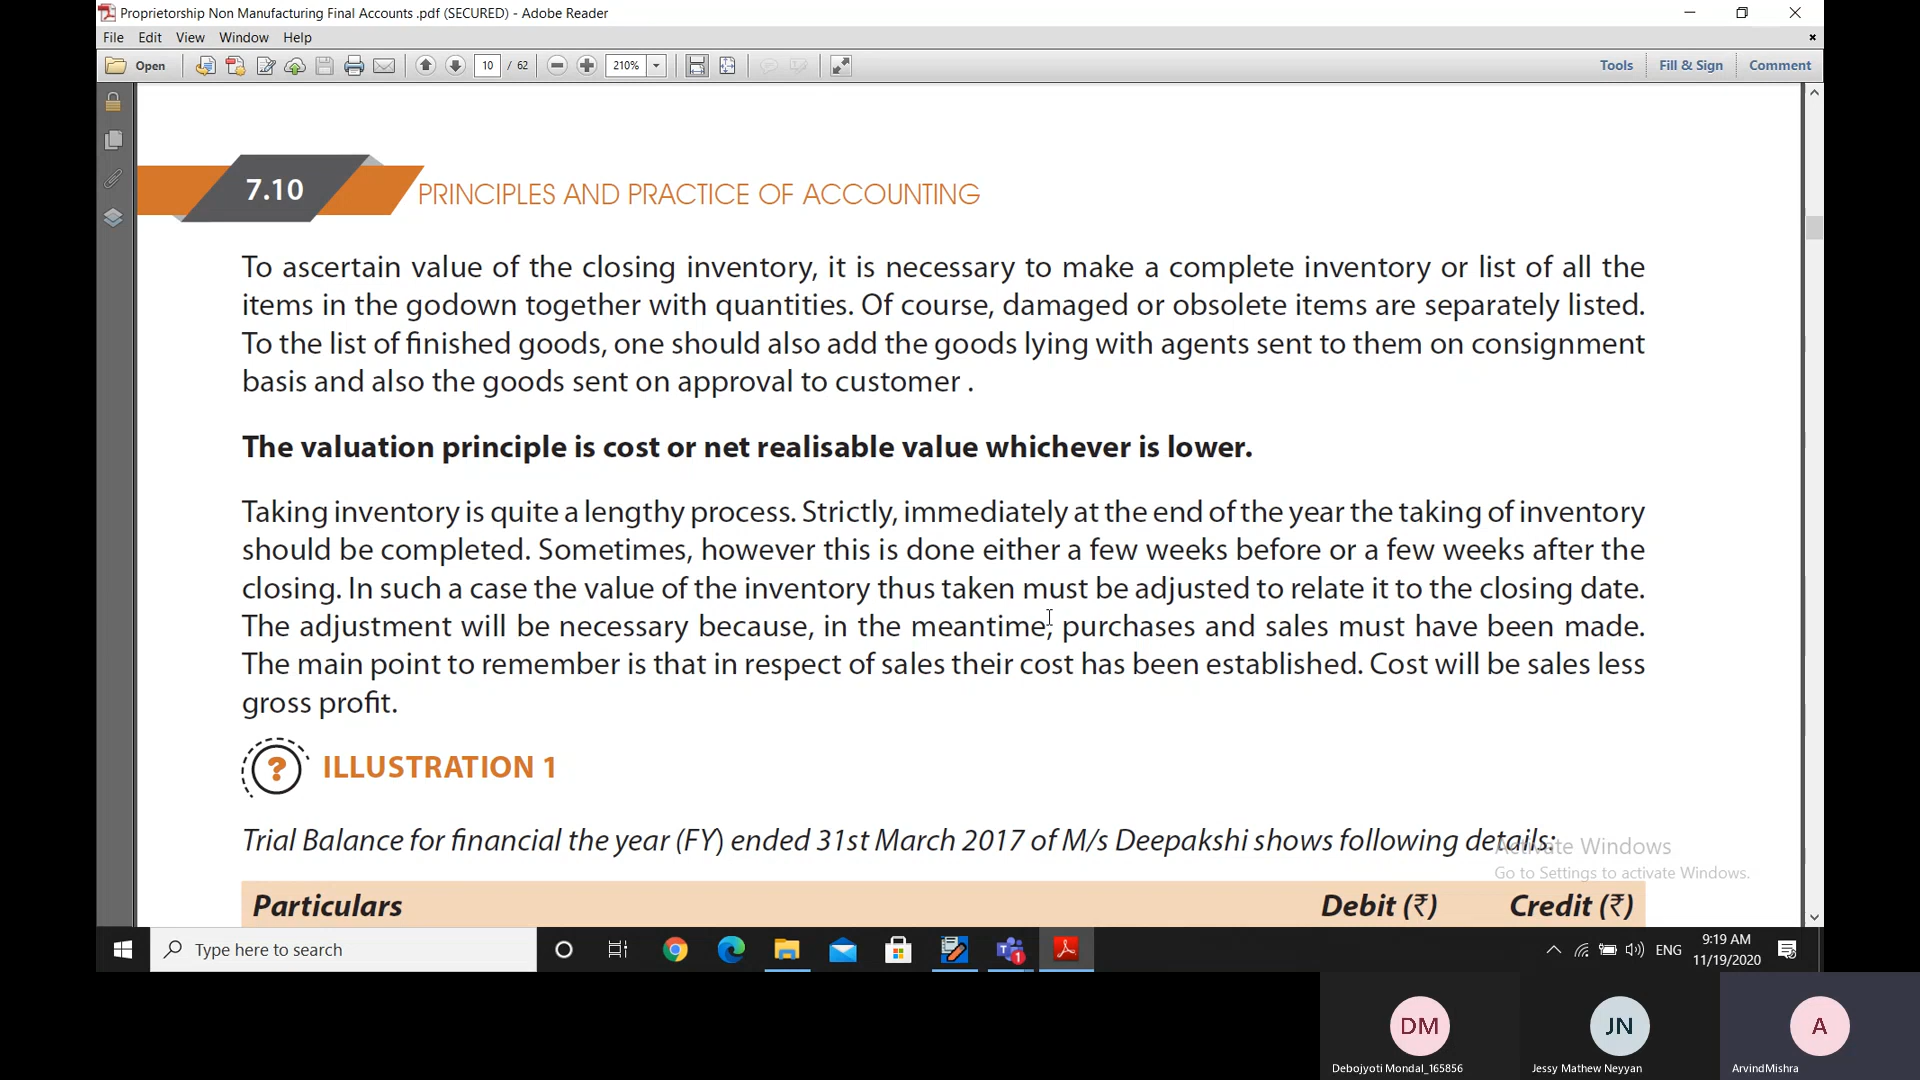 Proprietorship Non Manufacturing Final Accounts .pdf (SECURED) - Adobe Reader
File Edit View Window Help
Open 10 / 62 210% Tools Fill & Sign Comment
7.10 PRINCIPLES AND PRACTICE OF ACCOUNTING
To ascertain value of the closing inventory, it is necessary to make a complete inventory or list of all the
items in the godown together with quantities. Of course, damaged or obsolete items are separately listed.
To the list of finished goods, one should also add the goods lying with agents sent to them on consignment
basis and also the goods sent on approval to customer .
The valuation principle is cost or net realisable value whichever is lower.
Taking inventory is quite a lengthy process. Strictly, immediately at the end of the year the taking of inventory
should be completed. Sometimes, however this is done either a few weeks before or a few weeks after the
closing. In such a case the value of the inventory thus taken must be adjusted to relate it to the closing date.
The adjustment will be necessary because, in the meantime, purchases and sales must have been made.
The main point to remember is that in respect of sales their cost has been established. Cost will be sales less
gross profit.
? ILLUSTRATION 1
Trial Balance for financial the year (FY) ended 31st March 2017 of M/s Deepakshi shows following details:
Activate Windows
Go to Settings to activate Windows.
Particulars Debit (₹) Credit (₹)
Type here to search 1 ENG 9:19 AM
11/19/2020
DM JN A
Debojyoti Mondal_165856 Jessy Mathew Neyyan ArvindMishra